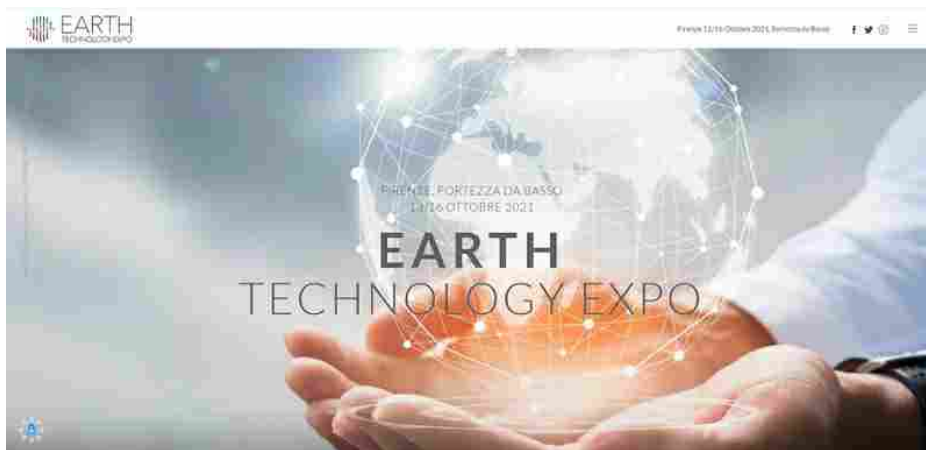 EARTH
TECHNOLOGY EXPO
Firenze 13/16 Ottobre 2021, Fortezza da Basso
FIRENZE, FORTEZZA DA BASSO
13/16 OTTOBRE 2021
EARTH
TECHNOLOGY EXPO